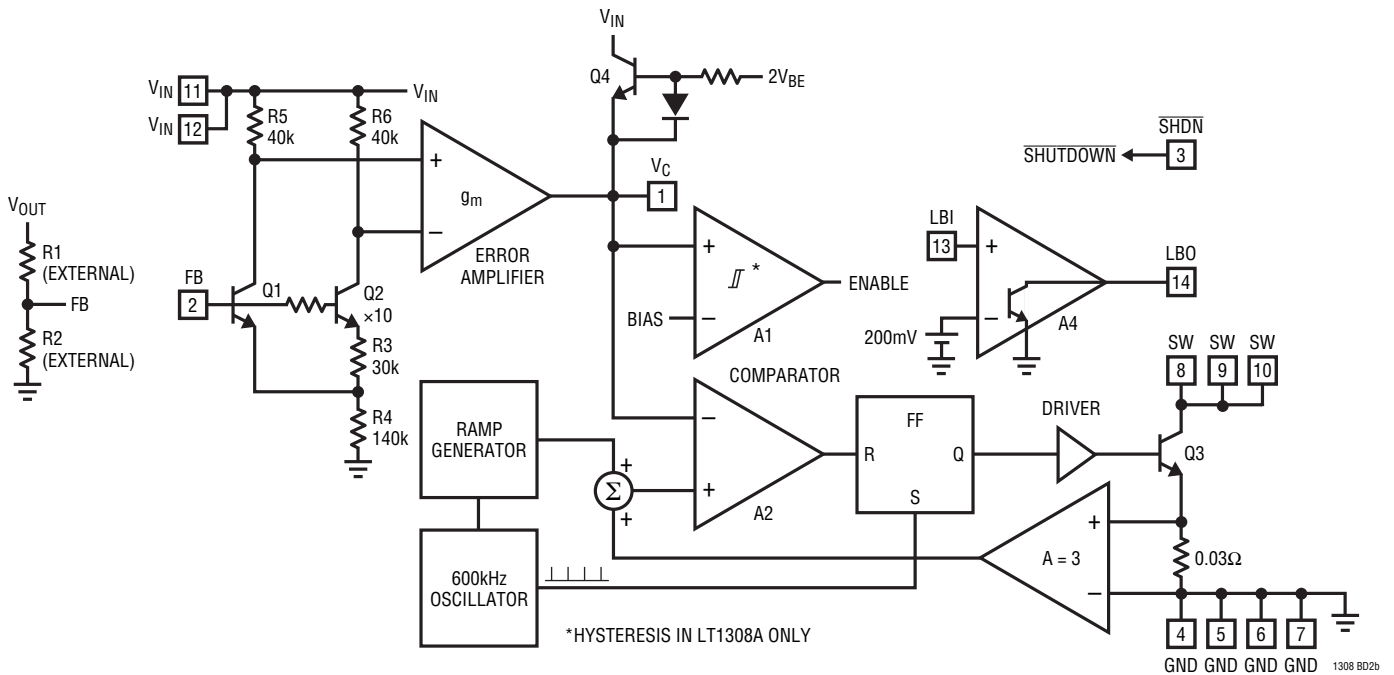 VIN
Q4
2VBE
VIN 11
VIN
VIN 12
R5
40k
R6
40k
+
gm
−
ERROR
AMPLIFIER
VC
1
SHDN
3
SHUTDOWN
VOUT
R1
(EXTERNAL)
FB
R2
(EXTERNAL)
FB
2
Q1
Q2
×10
R3
30k
R4
140k
+
*
−
BIAS
A1
ENABLE
LBI
13
+
−
200mV
A4
LBO
14
SW SW SW
8 9 10
COMPARATOR
−
+
A2
RAMP
GENERATOR
+
Σ
+
FF
R Q
S
DRIVER
Q3
600kHz
OSCILLATOR
A = 3
+
−
0.03Ω
4 5 6 7
GND GND GND GND
*HYSTERESIS IN LT1308A ONLY
1308 BD2b